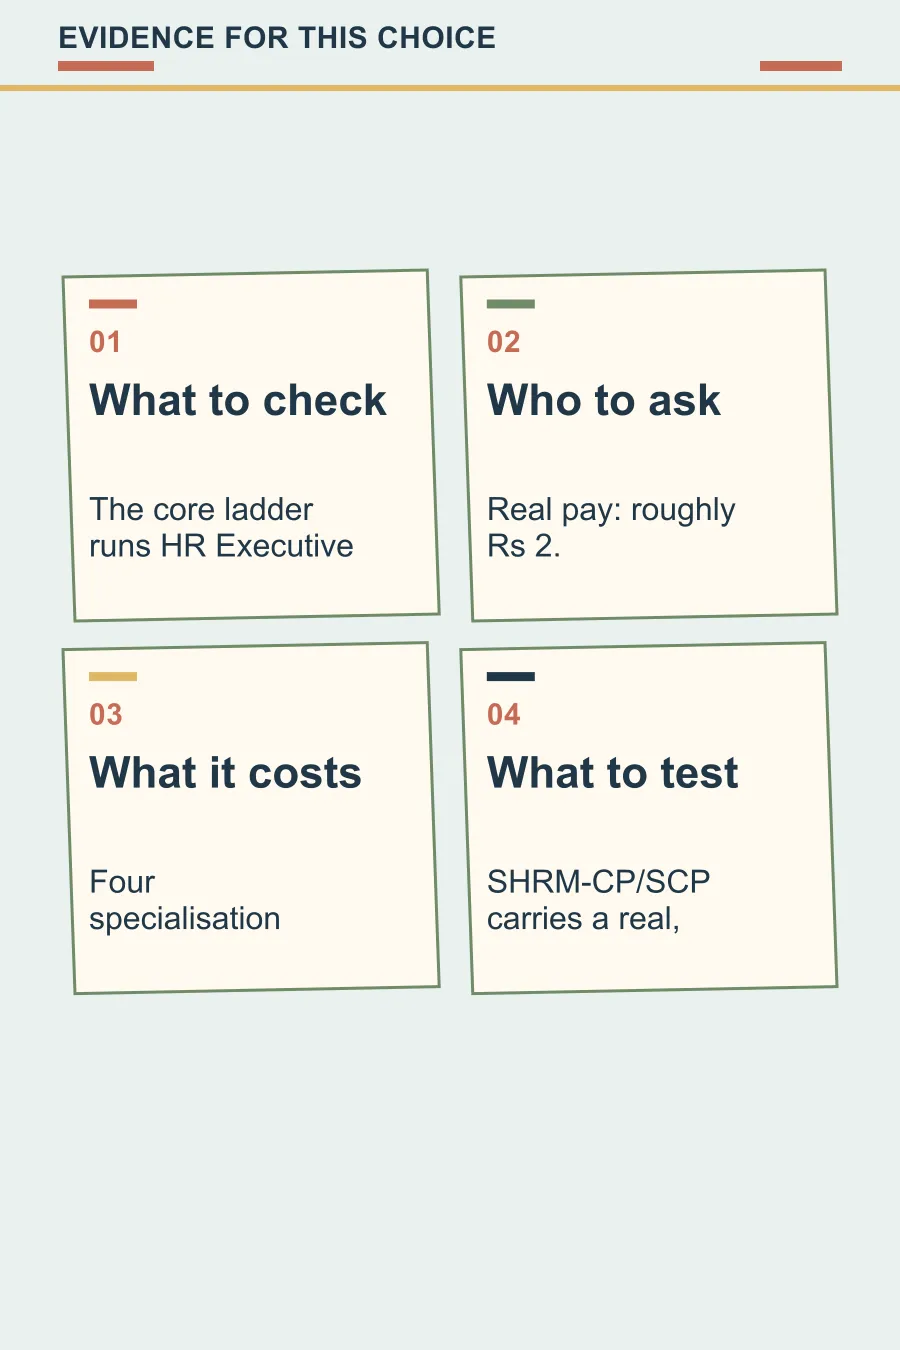 EVIDENCE FOR THIS CHOICE
01
What to check
The core ladder
runs HR Executive
02
Who to ask
Real pay: roughly
Rs 2.
03
What it costs
Four
specialisation
04
What to test
SHRM-CP/SCP
carries a real,